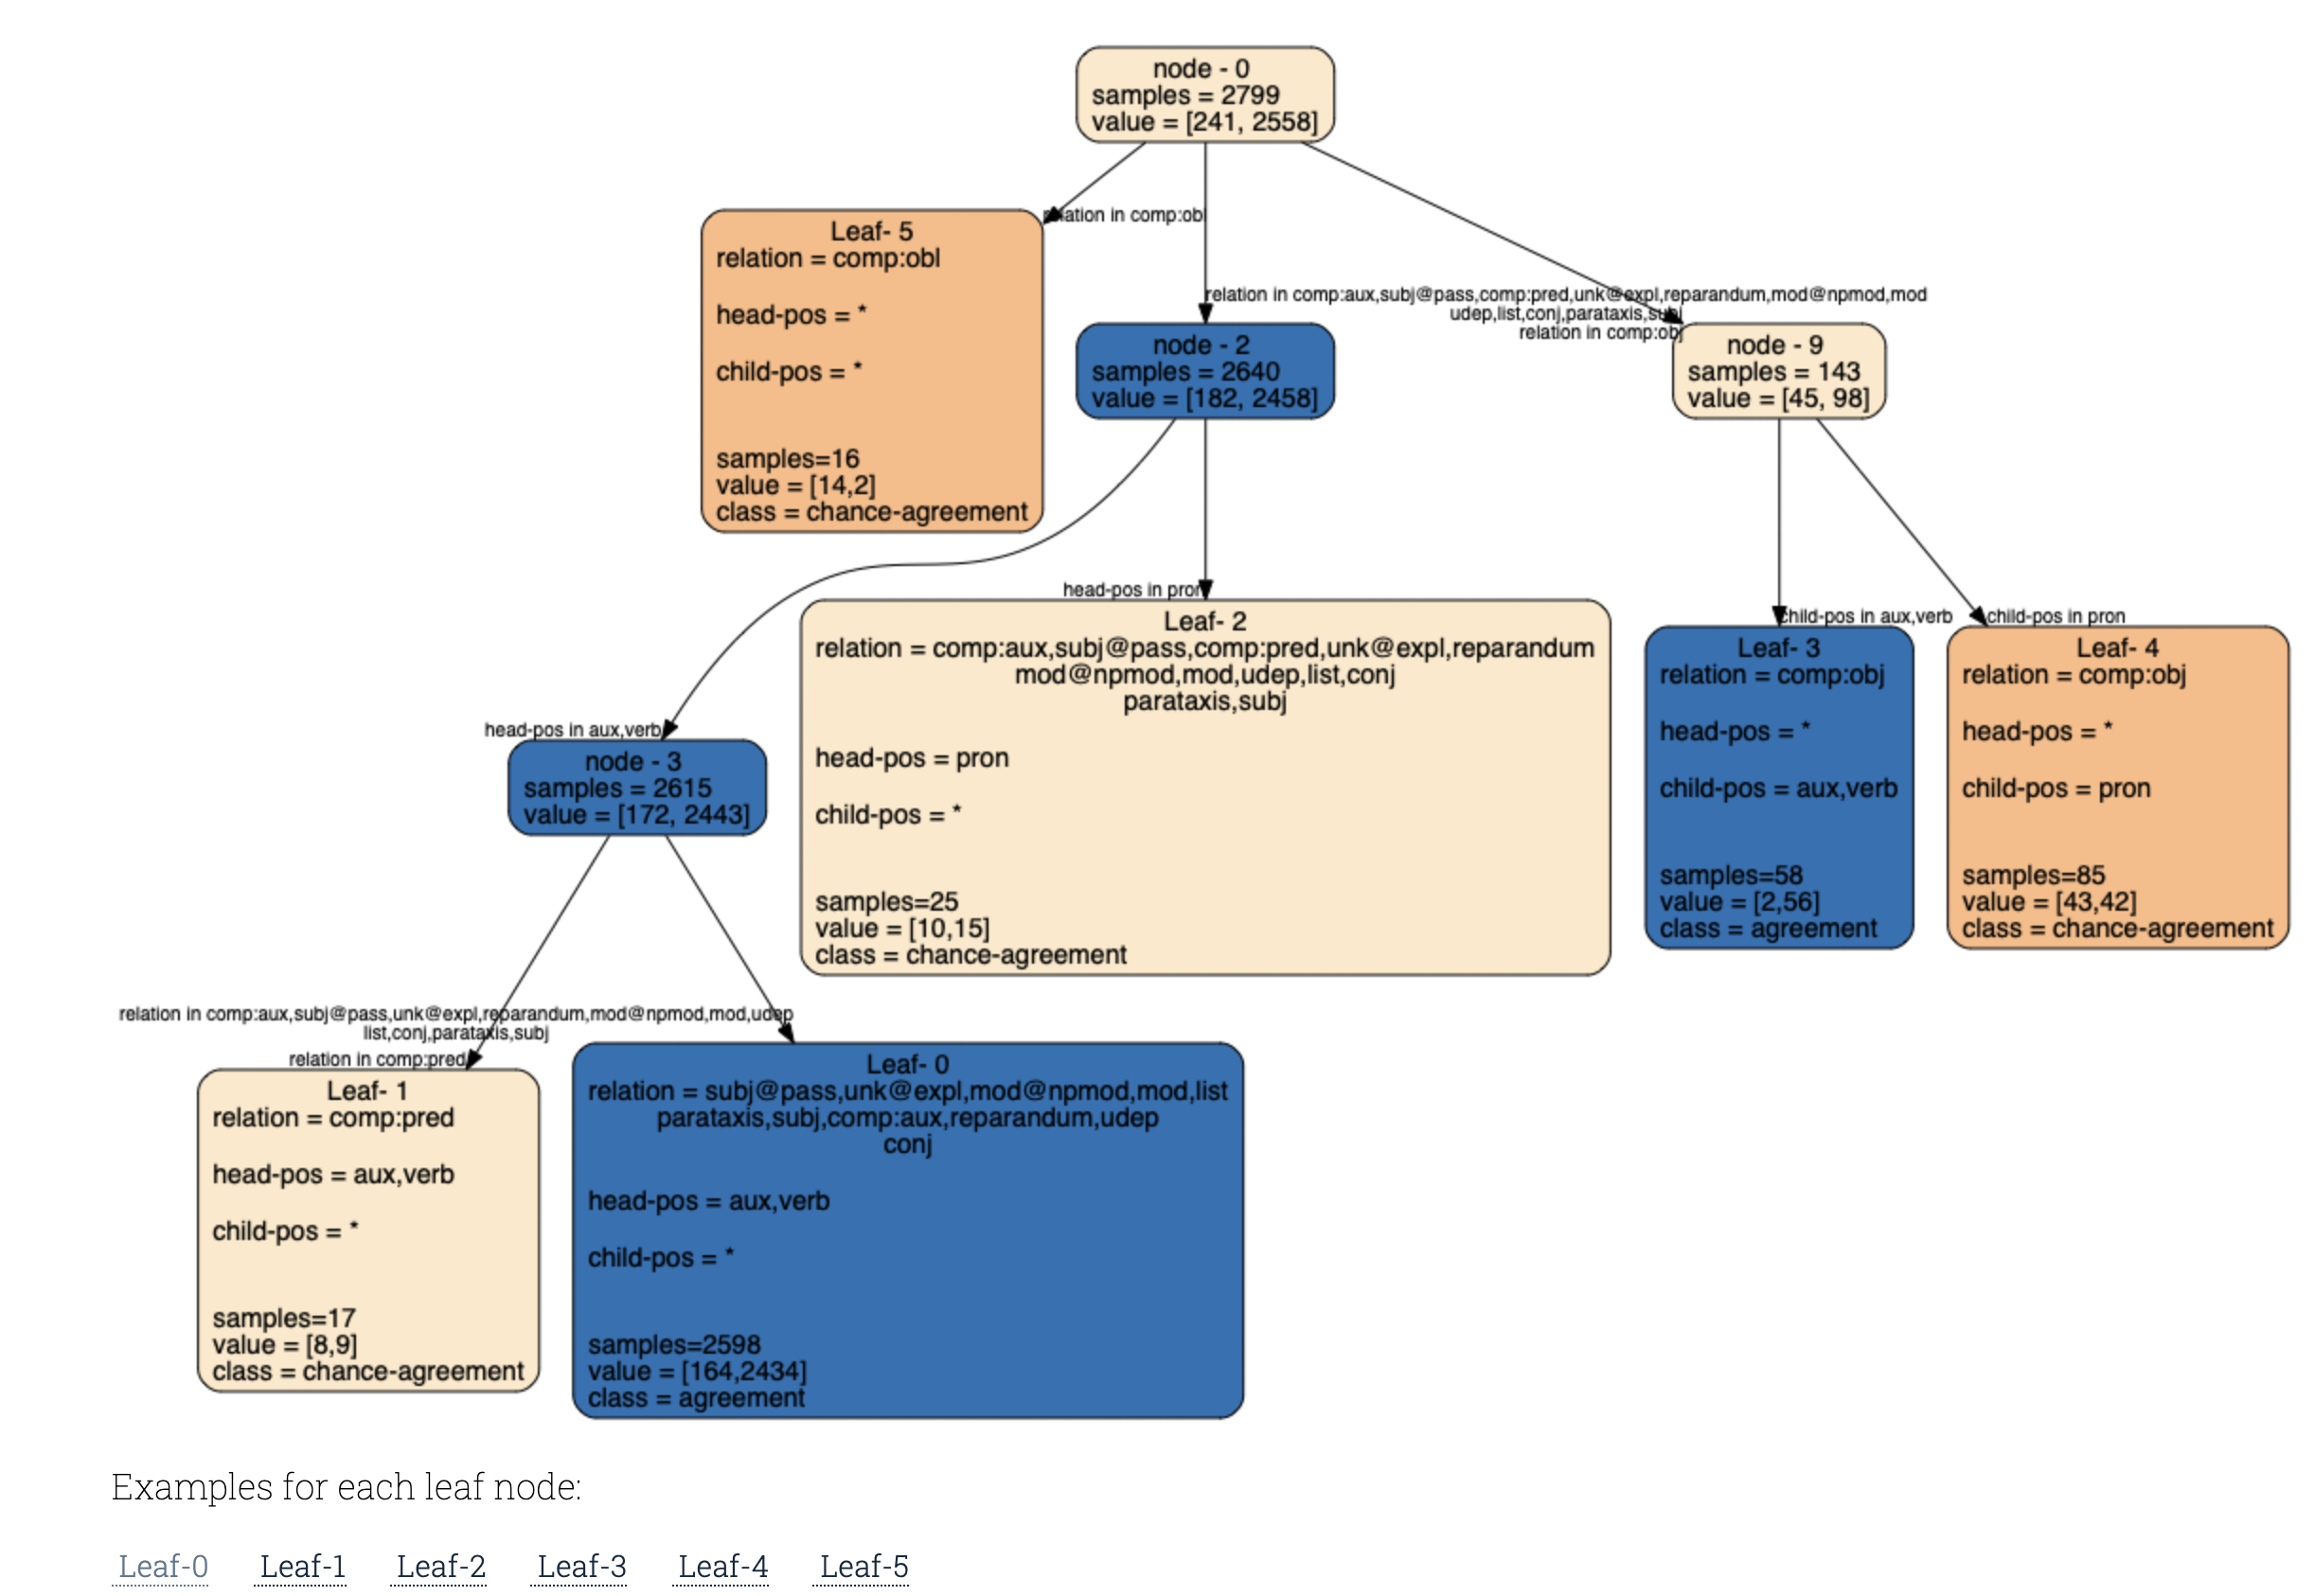 node - 0
samples = 2799
value = [241, 2558]
relation in comp:obl
Leaf- 5
relation = comp:obl
head-pos = *
child-pos = *
samples=16
value = [14,2]
class = chance-agreement
relation in comp:aux,subj@pass,comp:pred,unk@expl,reparandum,mod@npmod,mod
udep,list,conj,parataxis,subj
relation in comp:obj
node - 2
samples = 2640
value = [182, 2458]
node - 9
samples = 143
value = [45, 98]
head-pos in pron
Leaf- 2
relation = comp:aux,subj@pass,comp:pred,unk@expl,reparandum
mod@npmod,mod,udep,list,conj
parataxis,subj
head-pos = pron
child-pos = *
samples=25
value = [10,15]
class = chance-agreement
child-pos in aux,verb
Leaf- 3
relation = comp:obj
head-pos = *
child-pos = aux,verb
samples=58
value = [2,56]
class = agreement
child-pos in pron
Leaf- 4
relation = comp:obj
head-pos = *
child-pos = pron
samples=85
value = [43,42]
class = chance-agreement
head-pos in aux,verb
node - 3
samples = 2615
value = [172, 2443]
relation in comp:aux,subj@pass,unk@expl,reparandum,mod@npmod,mod,udep
list,conj,parataxis,subj
relation in comp:pred
Leaf- 1
relation = comp:pred
head-pos = aux,verb
child-pos = *
samples=17
value = [8,9]
class = chance-agreement
Leaf- 0
relation = subj@pass,unk@expl,mod@npmod,mod,list
parataxis,subj,comp:aux,reparandum,udep
conj
head-pos = aux,verb
child-pos = *
samples=2598
value = [164,2434]
class = agreement
Examples for each leaf node:
Leaf-0 Leaf-1 Leaf-2 Leaf-3 Leaf-4 Leaf-5